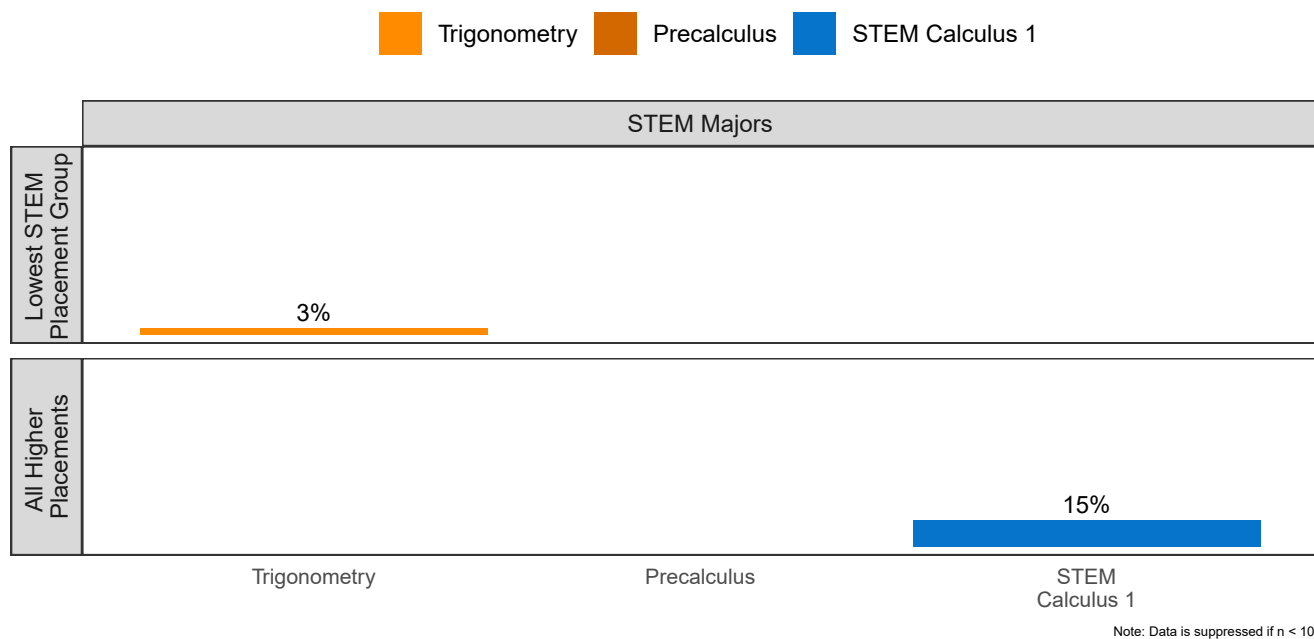 Trigonometry Precalculus STEM Calculus 1
STEM Majors
Lowest STEM
Placement Group
3%
All Higher
Placements
15%
Trigonometry Precalculus STEM
Calculus 1
Note: Data is suppressed if n < 10